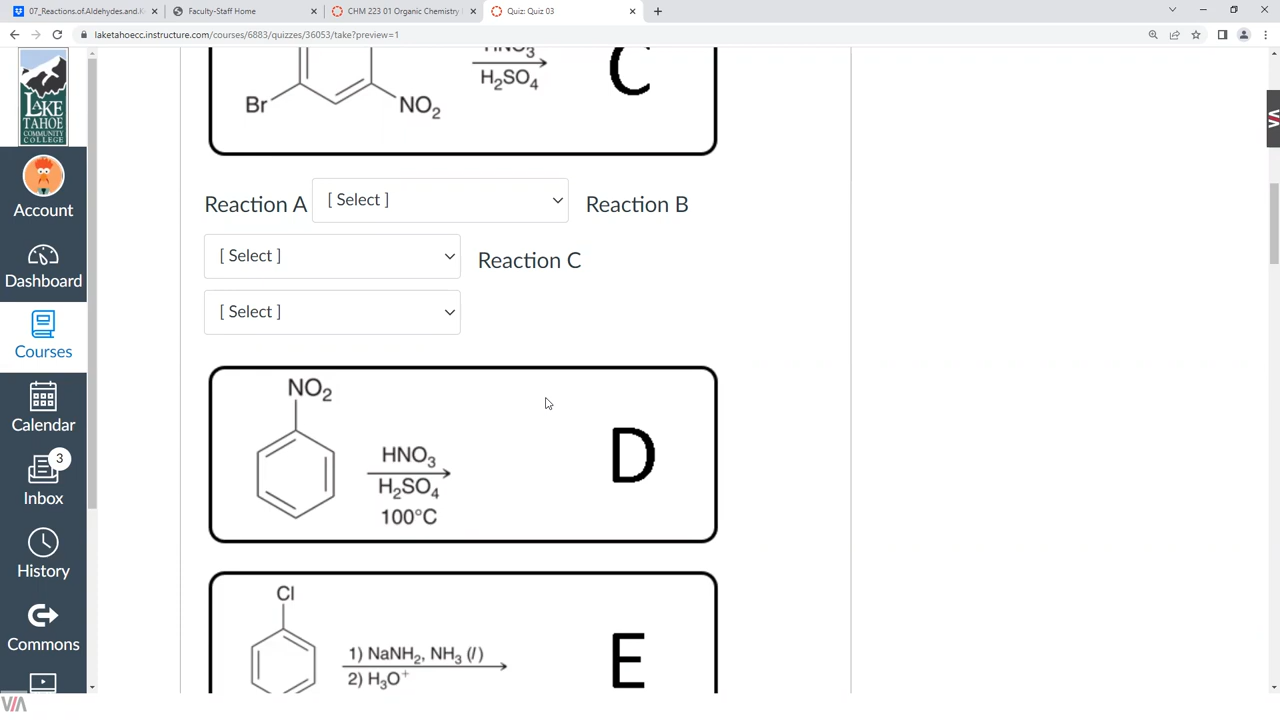 07_Reactions.of.Aldehydes.and.K
Faculty-Staff Home
CHM 223 01 Organic Chemistry
Quiz: Quiz 03
laketahoecc.instructure.com/courses/6883/quizzes/36053/take?preview=1
LAKE
TAHOE
COMMUNITY
COLLEGE
Account
Dashboard
Courses
Calendar
3
Inbox
History
Commons
HNO3
H2SO4
C
Br
NO2
Reaction A [ Select ] Reaction B
[ Select ] Reaction C
[ Select ]
NO2
HNO3
H2SO4
100°C
D
Cl
1) NaNH2, NH3 (l)
2) H3O+
E
VIA